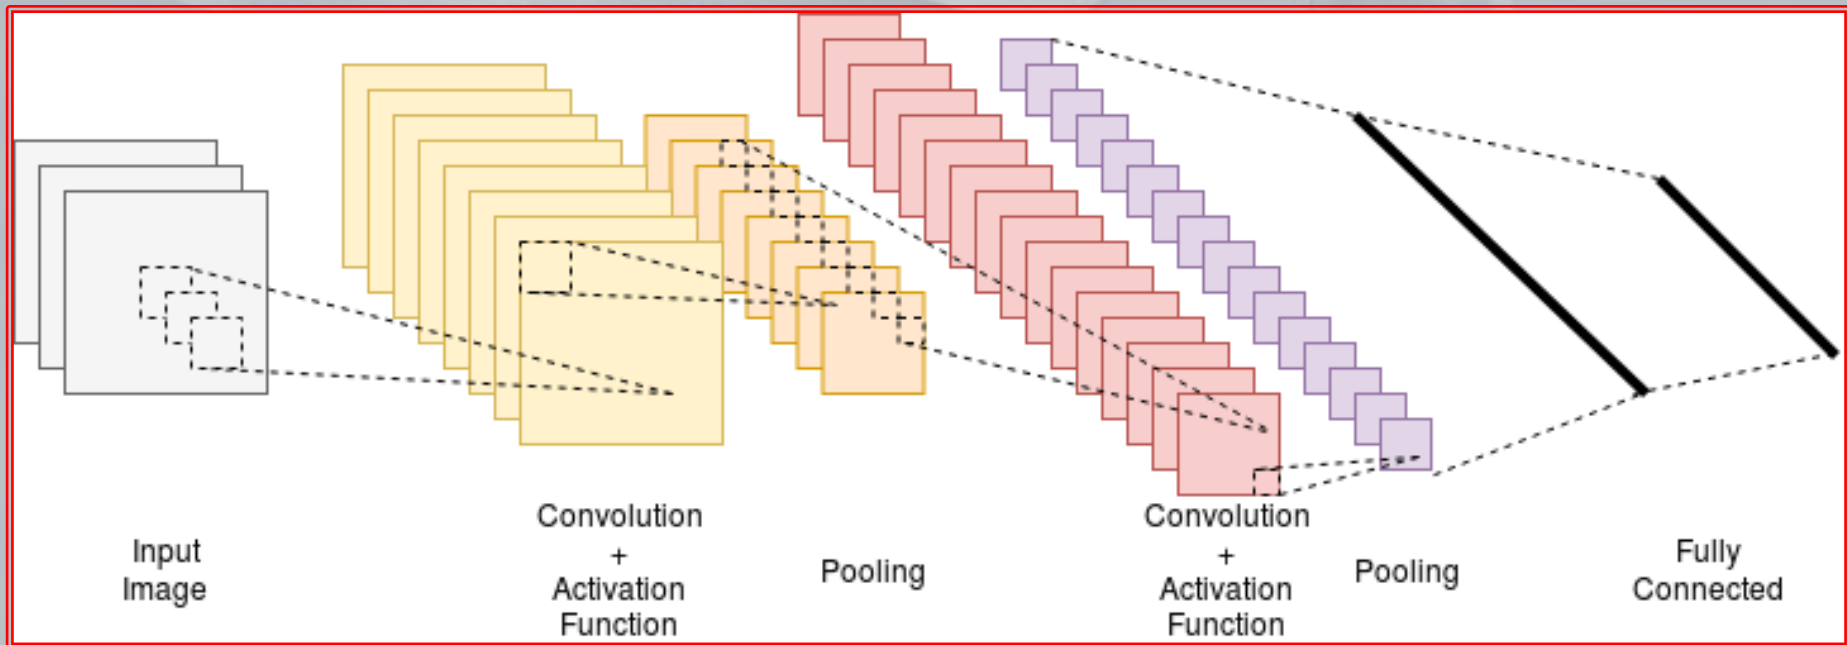 Input
Image
Convolution
+
Activation
Function
Pooling
Convolution
+
Activation
Function
Pooling
Fully
Connected